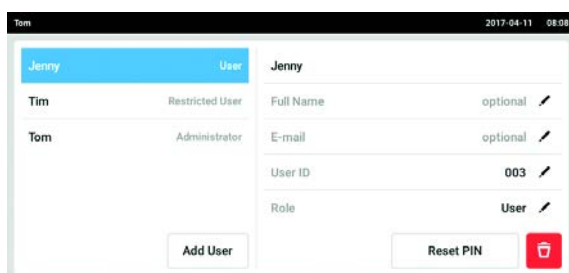 Tom 2017-04-11 08:08
Jenny User
Tim Restricted User
Tom Administrator
Add User
Jenny
Full Name optional
E-mail optional
User ID 003
Role User
Reset PIN